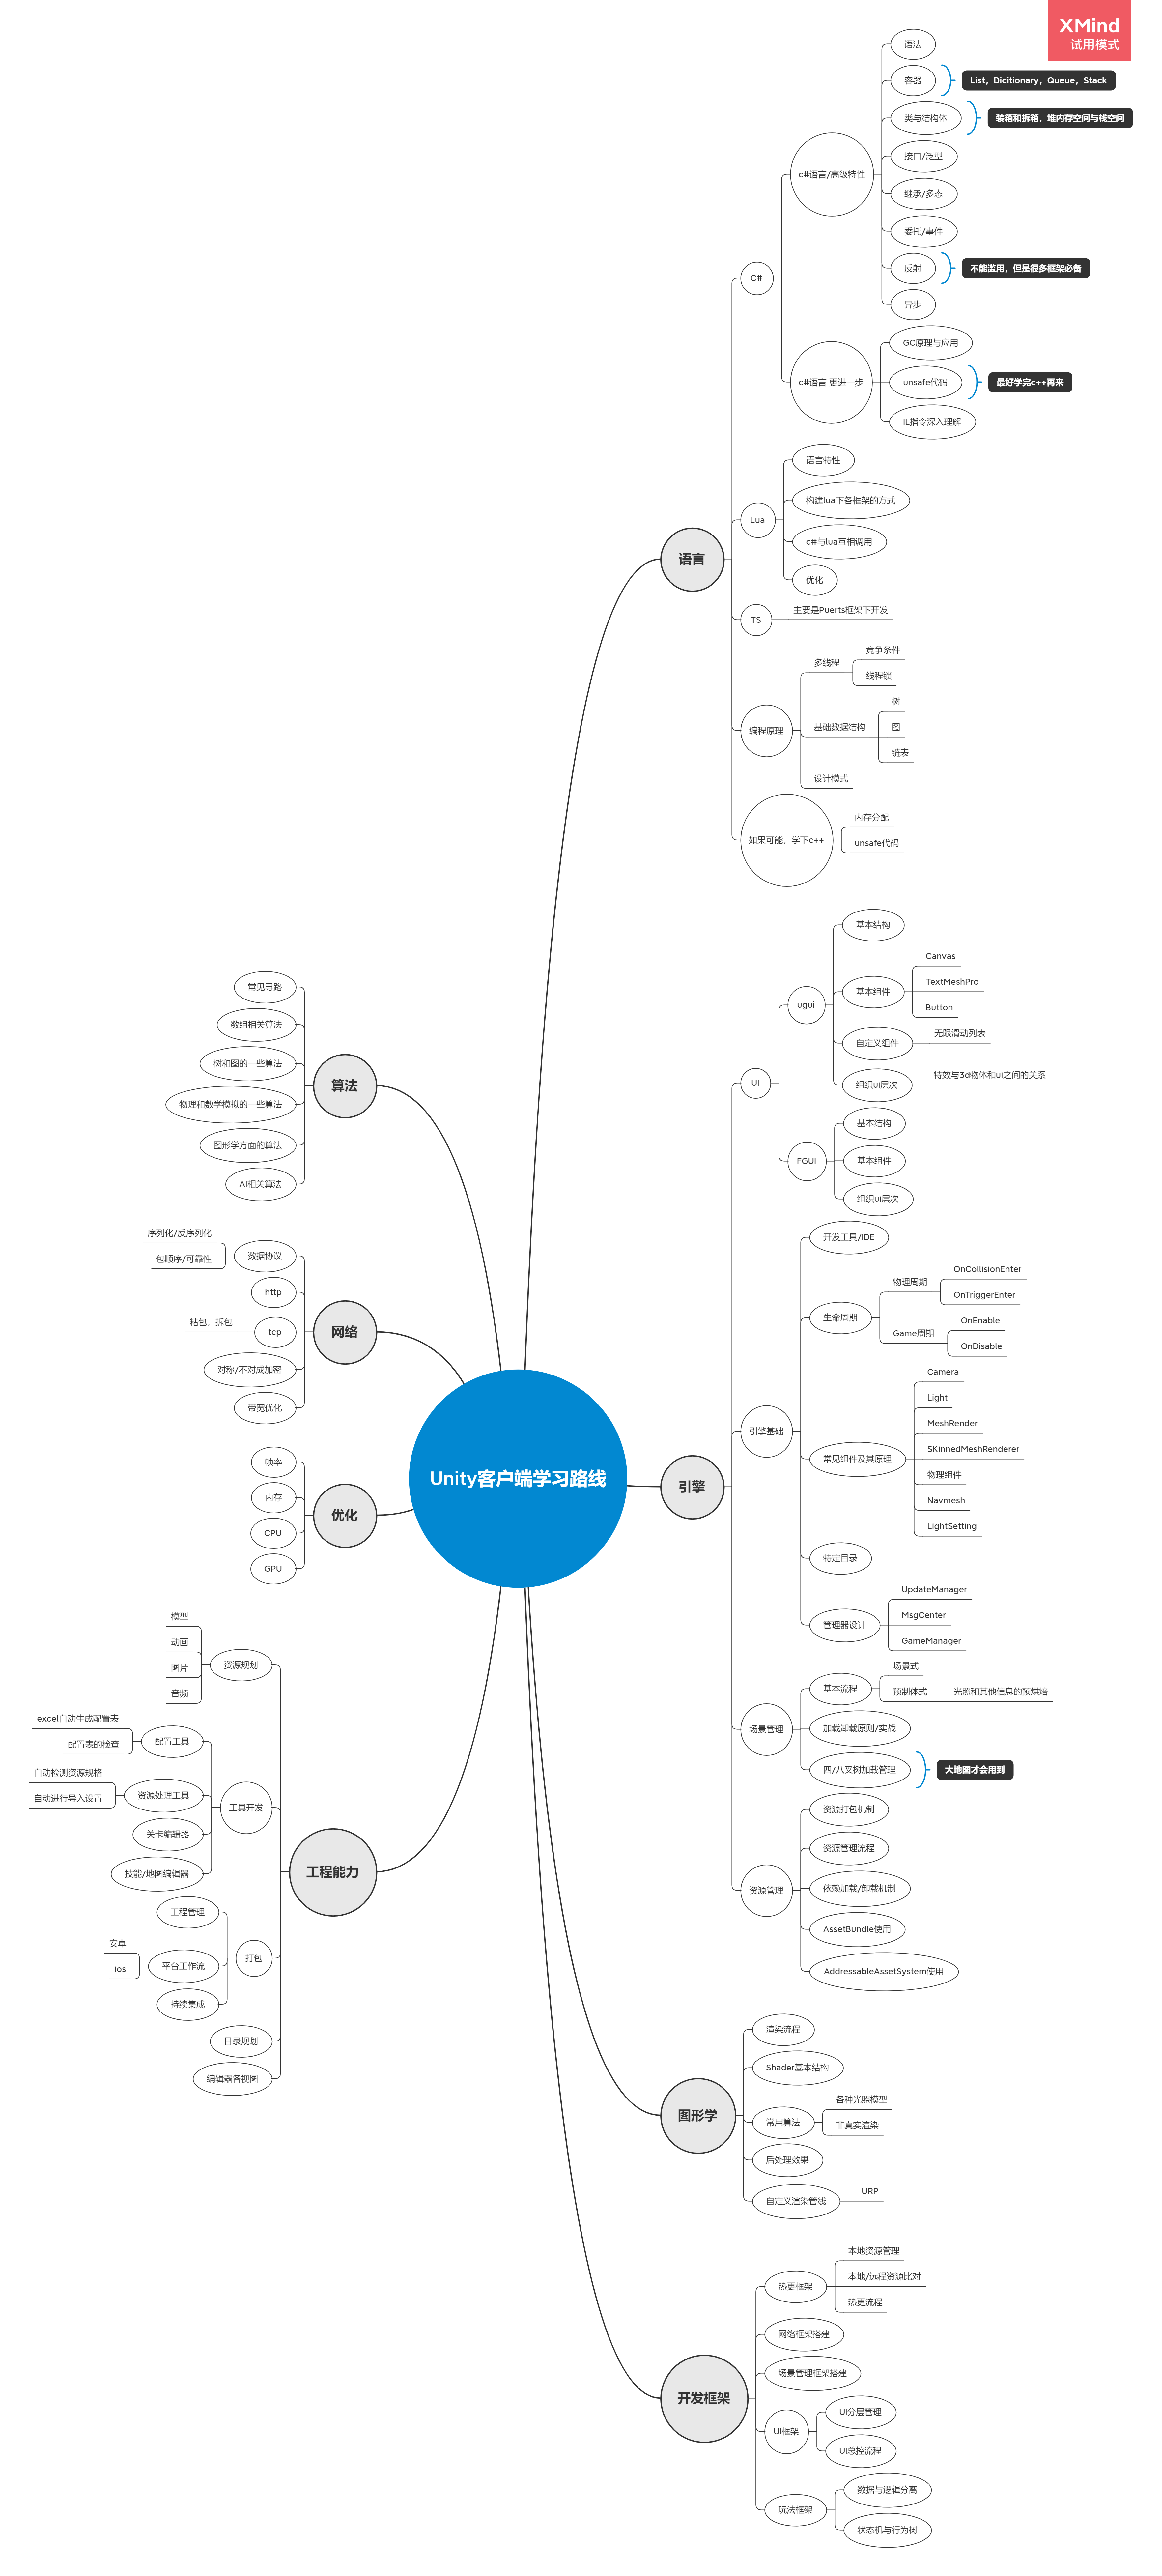 XMind
试用模式
Unity客户端学习路线
语言
C#
c#语言/高级特性
语法
容器
List，Dicitionary，Queue，Stack
类与结构体
装箱和拆箱，堆内存空间与栈空间
接口/泛型
继承/多态
委托/事件
反射
不能滥用，但是很多框架必备
异步
c#语言 更进一步
GC原理与应用
unsafe代码
最好学完c++再来
IL指令深入理解
Lua
语言特性
构建lua下各框架的方式
c#与lua互相调用
优化
TS
主要是Puerts框架下开发
编程原理
多线程
竞争条件
线程锁
基础数据结构
树
图
链表
设计模式
如果可能，学下c++
内存分配
unsafe代码
引擎
UI
ugui
基本结构
基本组件
Canvas
TextMeshPro
Button
自定义组件
无限滑动列表
组织ui层次
特效与3d物体和ui之间的关系
FGUI
基本结构
基本组件
组织ui层次
引擎基础
开发工具/IDE
生命周期
物理周期
OnCollisionEnter
OnTriggerEnter
Game周期
OnEnable
OnDisable
常见组件及其原理
Camera
Light
MeshRender
SKinnedMeshRenderer
物理组件
Navmesh
LightSetting
特定目录
管理器设计
UpdateManager
MsgCenter
GameManager
场景管理
基本流程
场景式
预制体式
光照和其他信息的预烘焙
加载卸载原则/实战
四/八叉树加载管理
大地图才会用到
资源管理
资源打包机制
资源管理流程
依赖加载/卸载机制
AssetBundle使用
AddressableAssetSystem使用
图形学
渲染流程
Shader基本结构
常用算法
各种光照模型
非真实渲染
后处理效果
自定义渲染管线
URP
开发框架
热更框架
本地资源管理
本地/远程资源比对
热更流程
网络框架搭建
场景管理框架搭建
UI框架
UI分层管理
UI总控流程
玩法框架
数据与逻辑分离
状态机与行为树
算法
常见寻路
数组相关算法
树和图的一些算法
物理和数学模拟的一些算法
图形学方面的算法
AI相关算法
网络
数据协议
序列化/反序列化
包顺序/可靠性
http
tcp
粘包，拆包
对称/不对成加密
带宽优化
优化
帧率
内存
CPU
GPU
工程能力
资源规划
模型
动画
图片
音频
工具开发
配置工具
excel自动生成配置表
配置表的检查
资源处理工具
自动检测资源规格
自动进行导入设置
关卡编辑器
技能/地图编辑器
打包
工程管理
平台工作流
安卓
ios
持续集成
目录规划
编辑器各视图